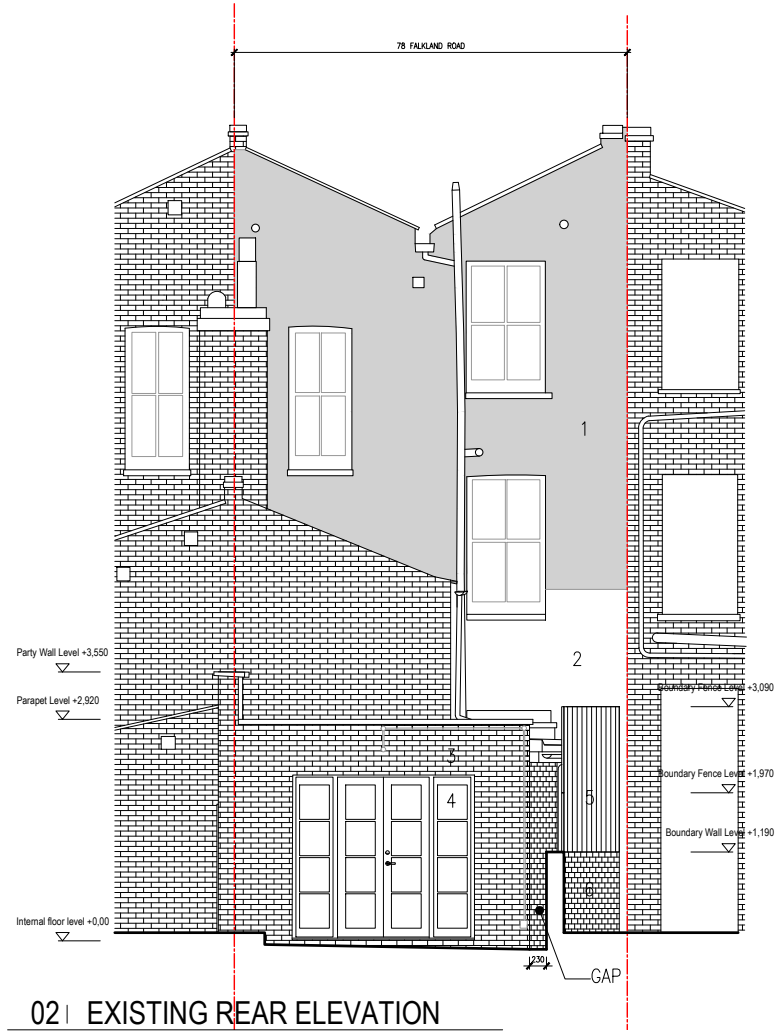 78 FALKLAND ROAD
1
Party Wall Level +3,550
2
Boundary Fence Level +3,090
Parapet Level +2,920
3
Boundary Fence Level +1,970
4
5
Boundary Wall Level +1,190
6
Internal floor level +0,00
230
GAP
02 EXISTING REAR ELEVATION